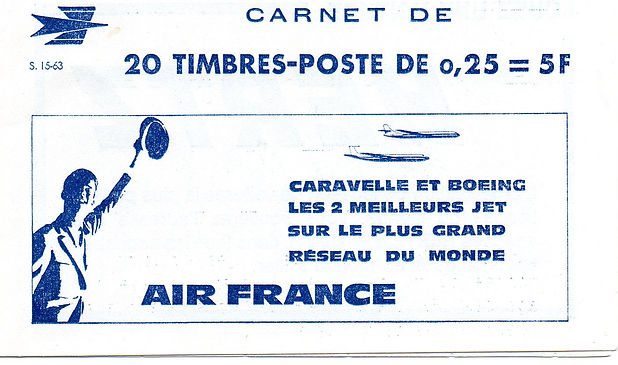 CARNET DE
S. 15-63
20 TIMBRES-POSTE DE 0,25 = 5F
CARAVELLE ET BOEING
LES 2 MEILLEURS JET
SUR LE PLUS GRAND
RÉSEAU DU MONDE
AIR FRANCE